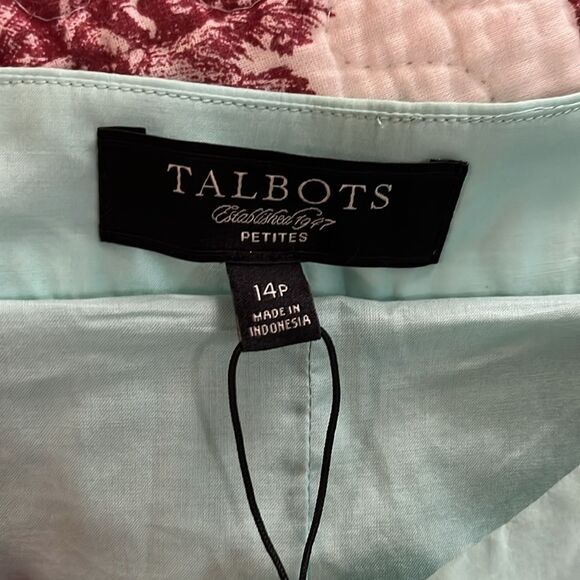 TALBOTS
Established 1947
PETITES
14P
MADE IN
INDONESIA